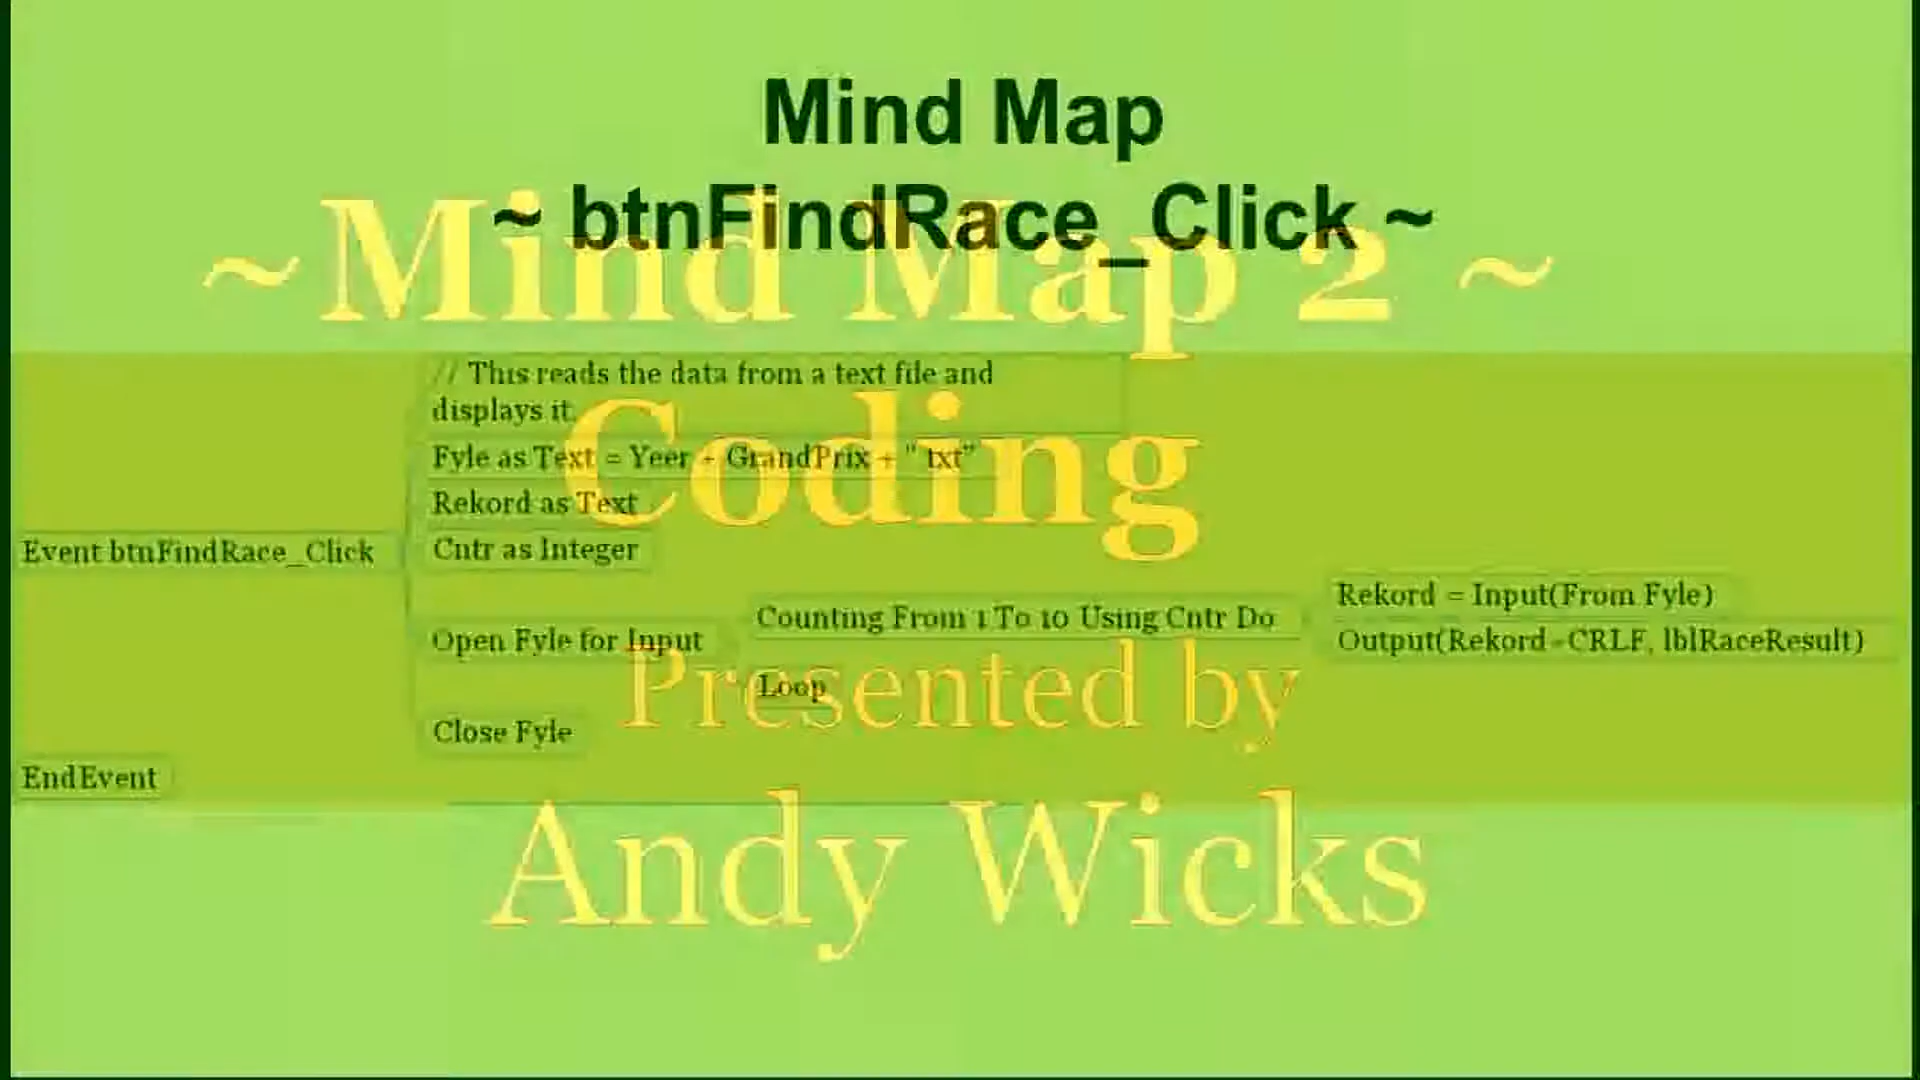 Mind Map
~ btnFindRace_Click ~
~Mind Map 2 ~
Coding
Presented by
Andy Wicks
// This reads the data from a text file and
displays it.
Fyle as Text = Yeer + GrandPrix + ".txt"
Rekord as Text
Event btnFindRace_Click
Cntr as Integer
Open Fyle for Input
Counting From 1 To 10 Using Cntr Do
Rekord = Input(From Fyle)
Output(Rekord+CRLF, lblRaceResult)
Loop
Close Fyle
EndEvent